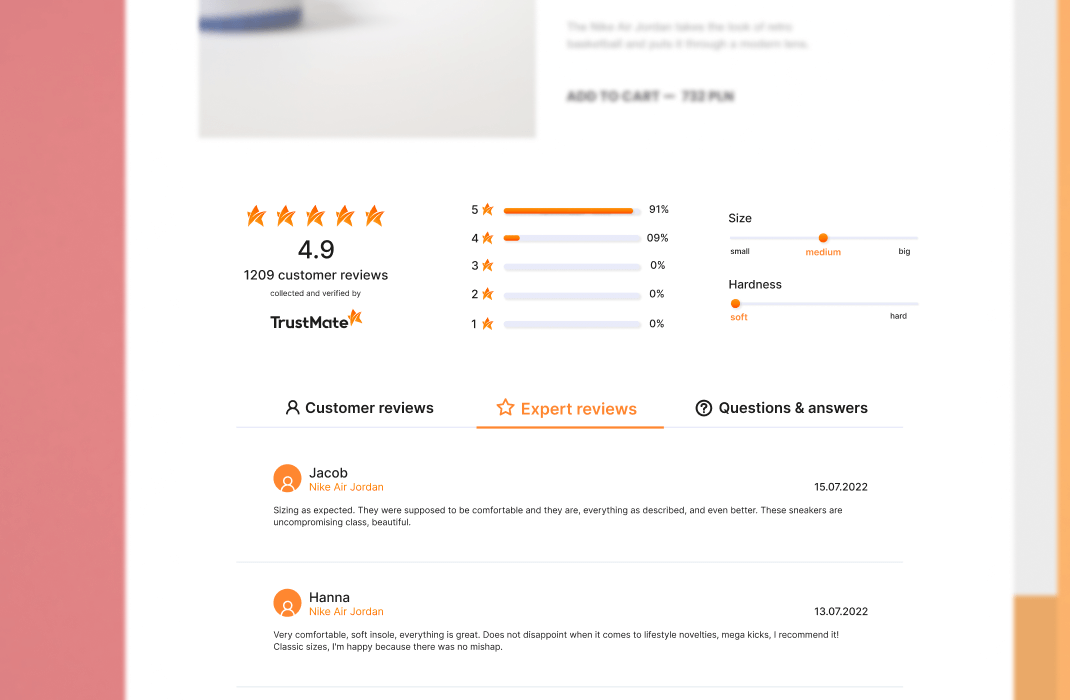 The Nike Air Jordan takes the look of retro
basketball and puts it through a modern lens.
ADD TO CART — 732 PLN
4.9
1209 customer reviews
collected and verified by
TrustMate
5 91%
4 09%
3 0%
2 0%
1 0%
Size
small medium big
Hardness
soft hard
Customer reviews Expert reviews Questions & answers
Jacob
Nike Air Jordan 15.07.2022
Sizing as expected. They were supposed to be comfortable and they are, everything as described, and even better. These sneakers are
uncompromising class, beautiful.
Hanna
Nike Air Jordan 13.07.2022
Very comfortable, soft insole, everything is great. Does not disappoint when it comes to lifestyle novelties, mega kicks, I recommend it!
Classic sizes, I'm happy because there was no mishap.